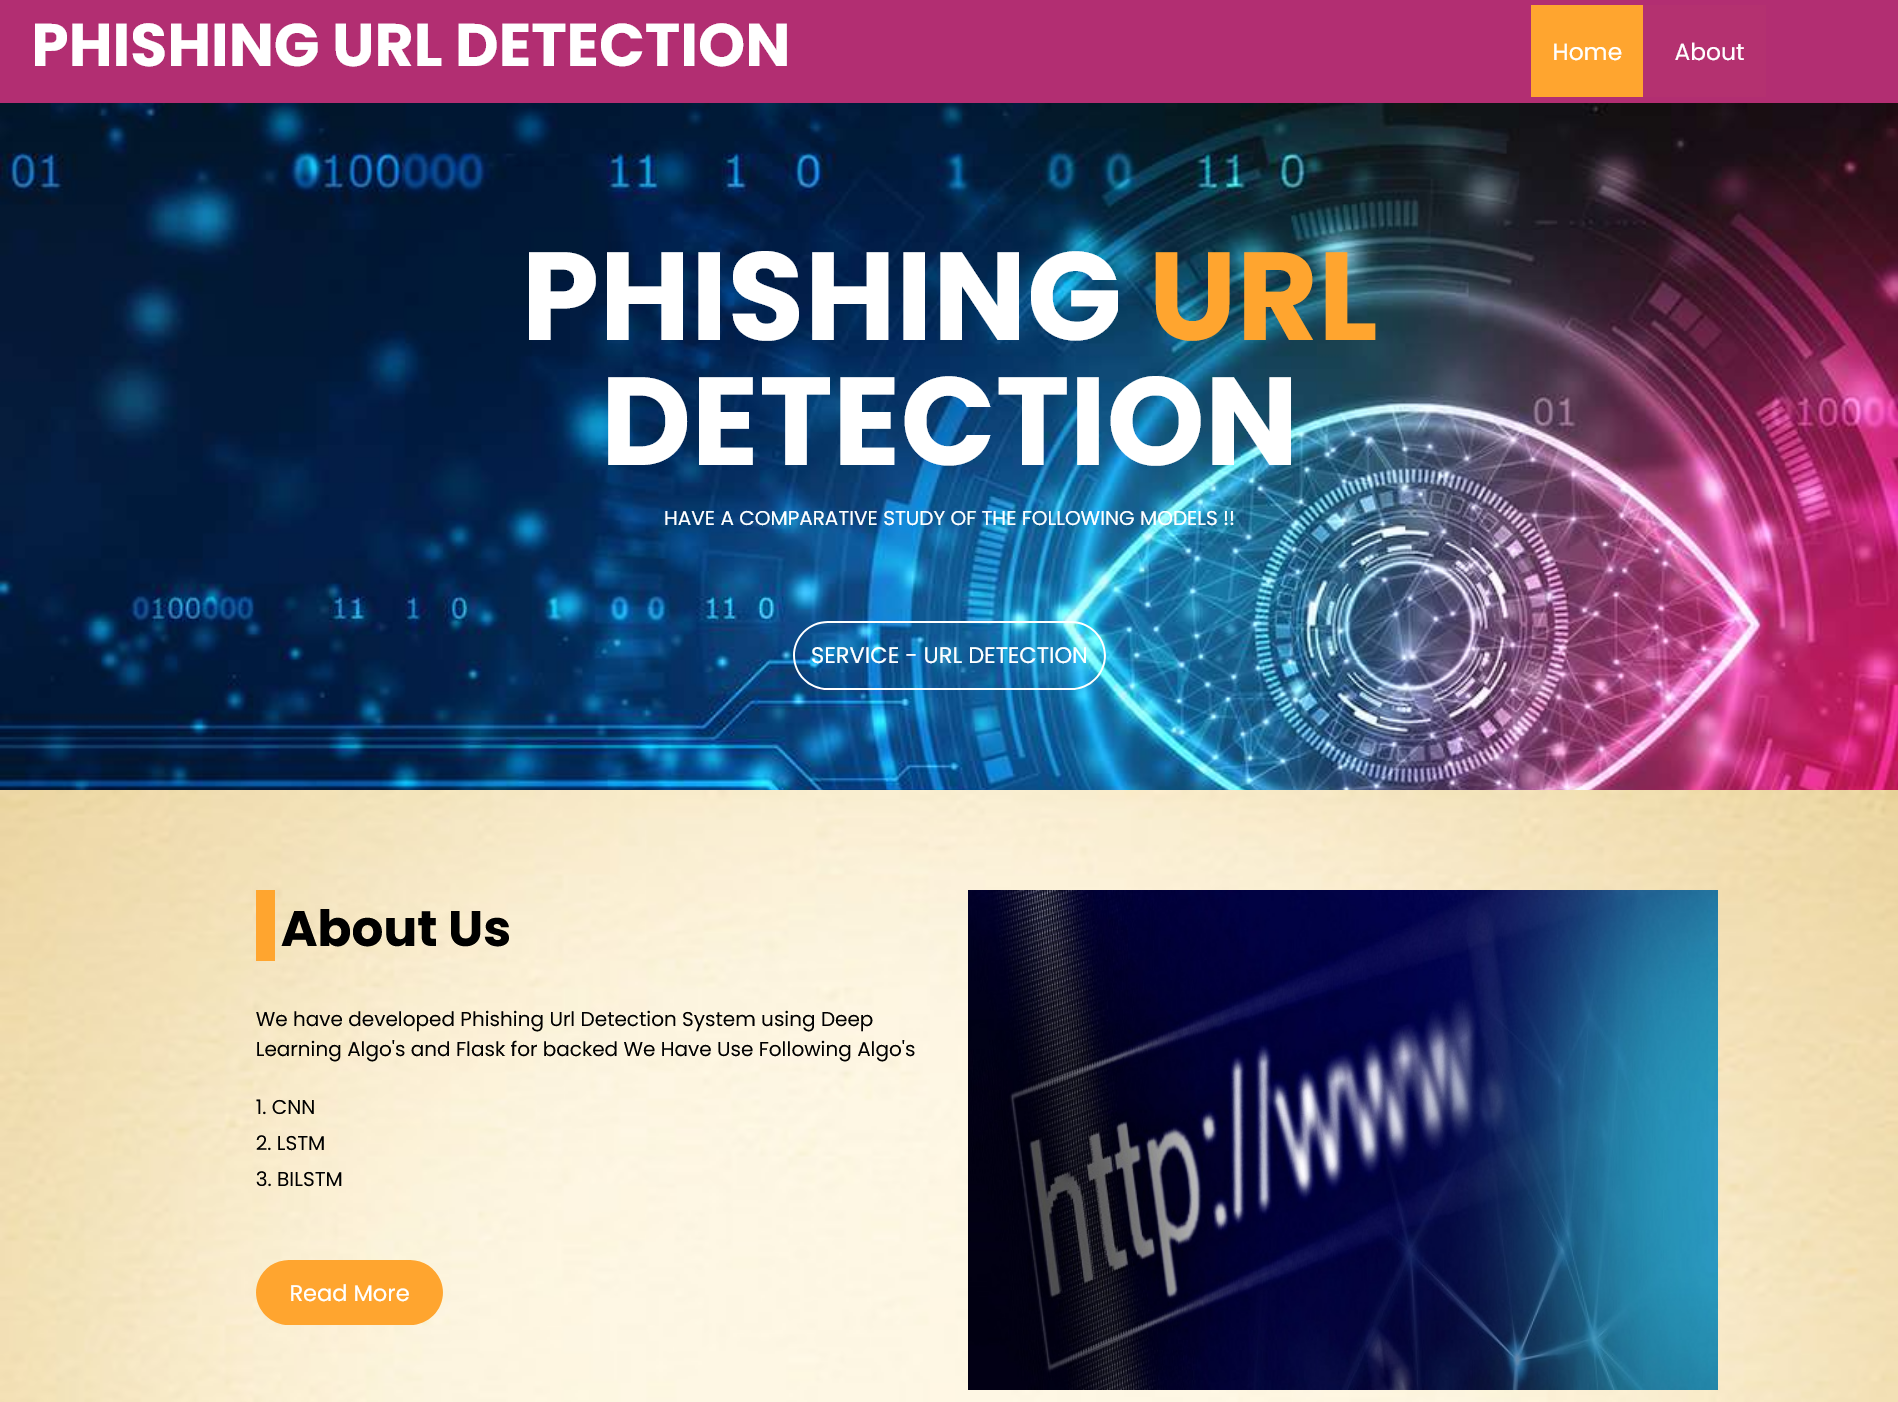 PHISHING URL DETECTION
Home
About
01 0100000 11 1 0 1 0 0 11 0
PHISHING URL
DETECTION
01
10000
HAVE A COMPARATIVE STUDY OF THE FOLLOWING MODELS !!
0100000 11 1 0 1 0 0 11 0
SERVICE - URL DETECTION
About Us
We have developed Phishing Url Detection System using Deep
Learning Algo's and Flask for backed We Have Use Following Algo's
1. CNN
2. LSTM
3. BILSTM
Read More
http://www.